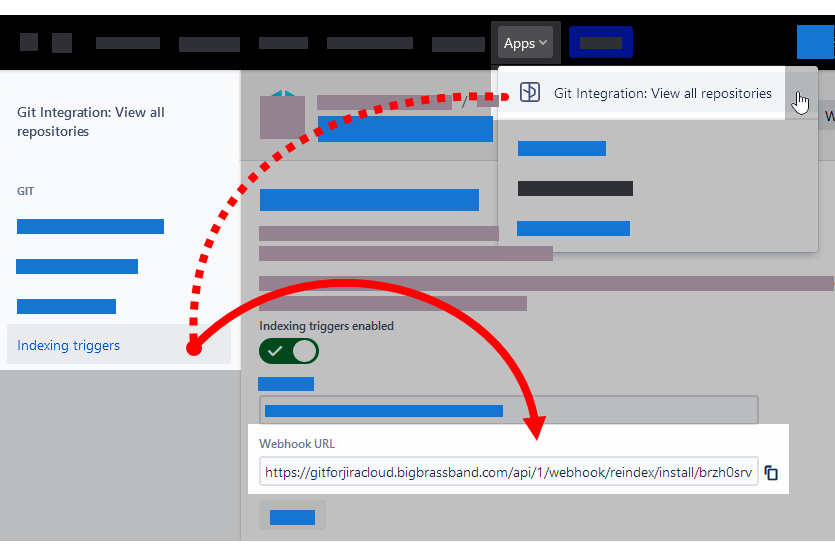 Apps
Git Integration: View all repositories
W
Git Integration: View all
repositories
GIT
/
Indexing triggers
Indexing triggers enabled
Webhook URL
https://gitforjiracloud.bigbrassband.com/api/1/webhook/reindex/install/brzh0srv